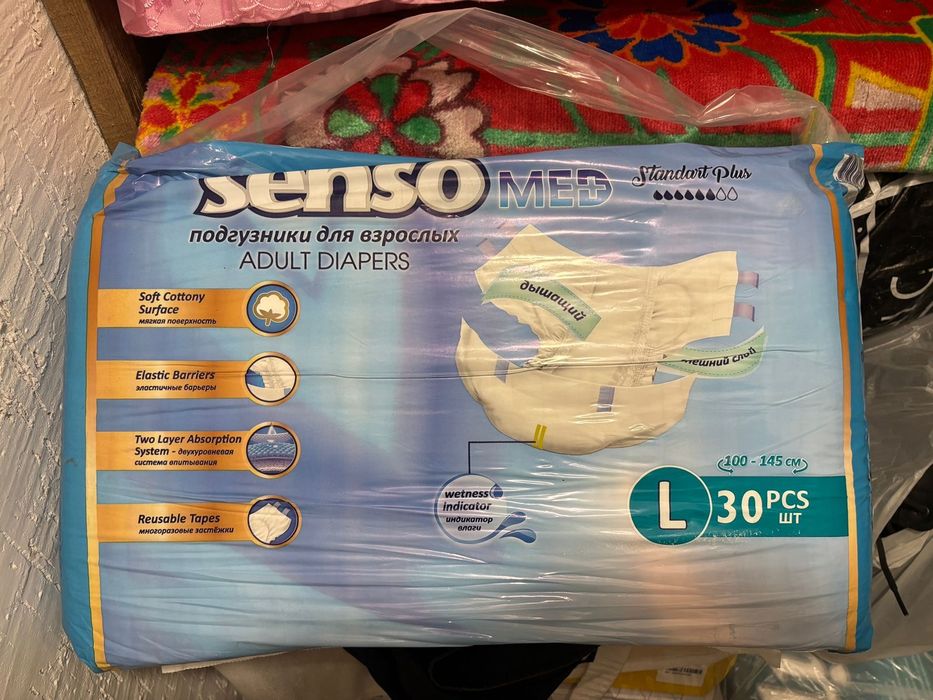 senso MED
Standart Plus
подгузники для взрослых
ADULT DIAPERS
Soft Cottony
Surface
мягкая поверхность
Elastic Barriers
эластичные барьеры
Two Layer Absorption
System - двухуровневая
система впитывания
Reusable Tapes
многоразовые застёжки
дышащий
внешний слой
wetness
indicator
индикатор
влаги
100 - 145 см
L
30 PCS
шт